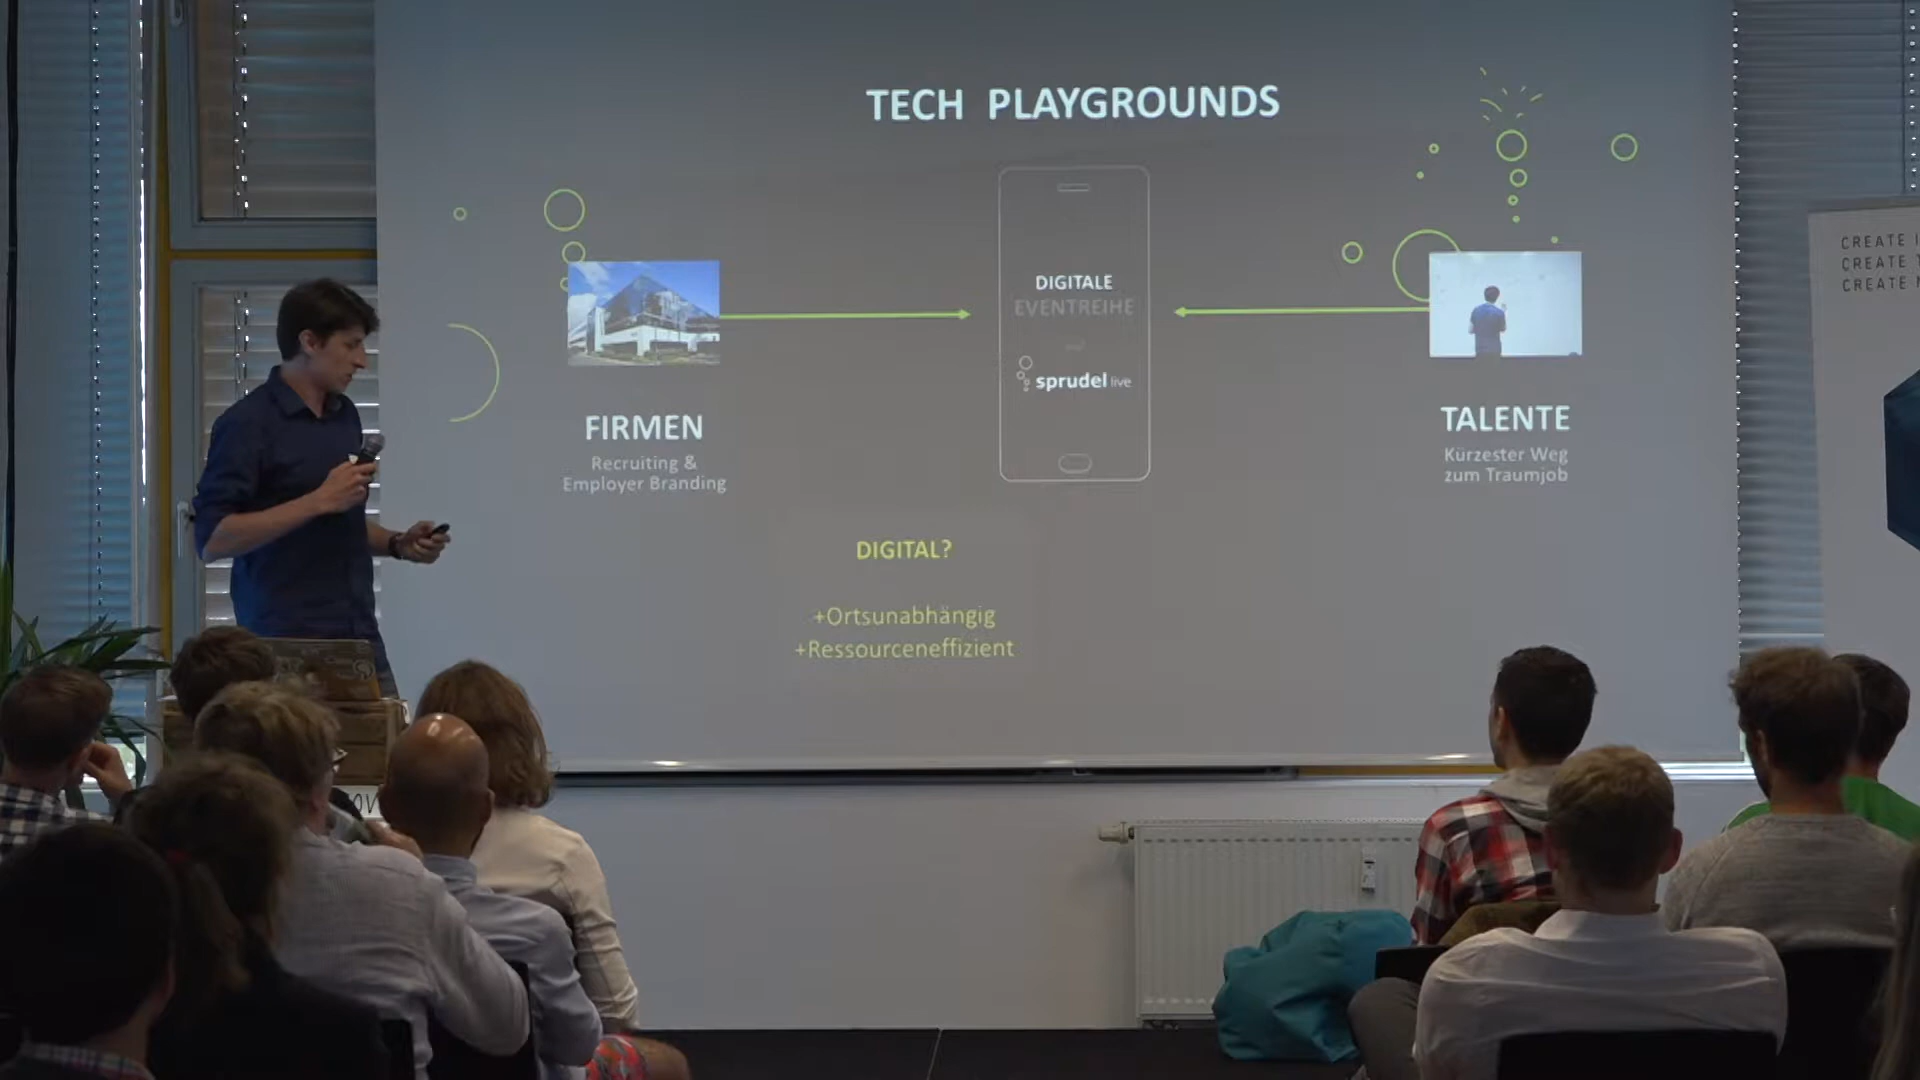 TECH PLAYGROUNDS
DIGITALE
EVENTREIHE
sprudel live
FIRMEN
Recruiting &
Employer Branding
TALENTE
Kürzester Weg
zum Traumjob
DIGITAL?
+Ortsunabhängig
+Ressourceneffizient
CREATE
CREATE
CREATE